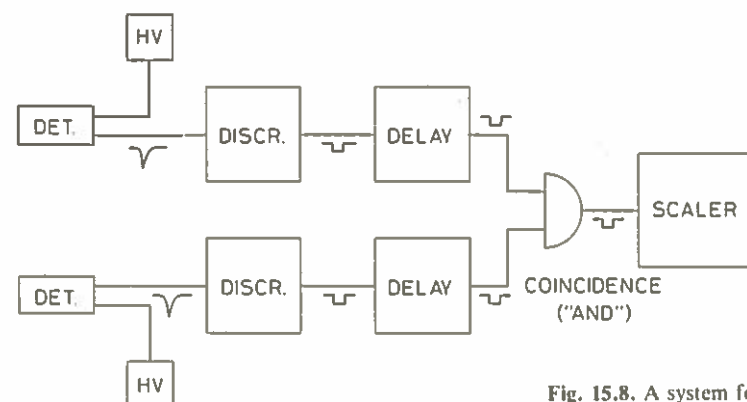 HV
DET.
DISCR.
DELAY
SCALER
DET.
DISCR.
DELAY
COINCIDENCE
("AND")
HV
Fig. 15.8. A system fo